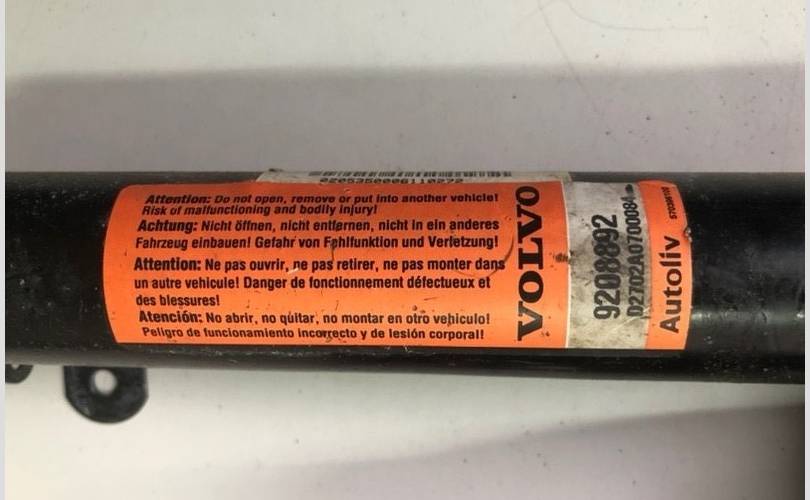 0205350006110272
Attention: Do not open, remove or put into another vehicle!
Risk of malfunctioning and bodily injury!
Achtung: Nicht öffnen, nicht entfernen, nicht in ein anderes
Fahrzeug einbauen! Gefahr von Fehlfunktion und Verletzung!
Attention: Ne pas ouvrir, ne pas retirer, ne pas monter dans
un autre vehicule! Danger de fonctionnement défectueux et
des blessures!
Atención: No abrir, no quitar, no montar en otro vehiculo!
Peligro de funcionamiento incorrecto y de lesión corporal!
VOLVO
9208892
D2702A0700084
Autoliv